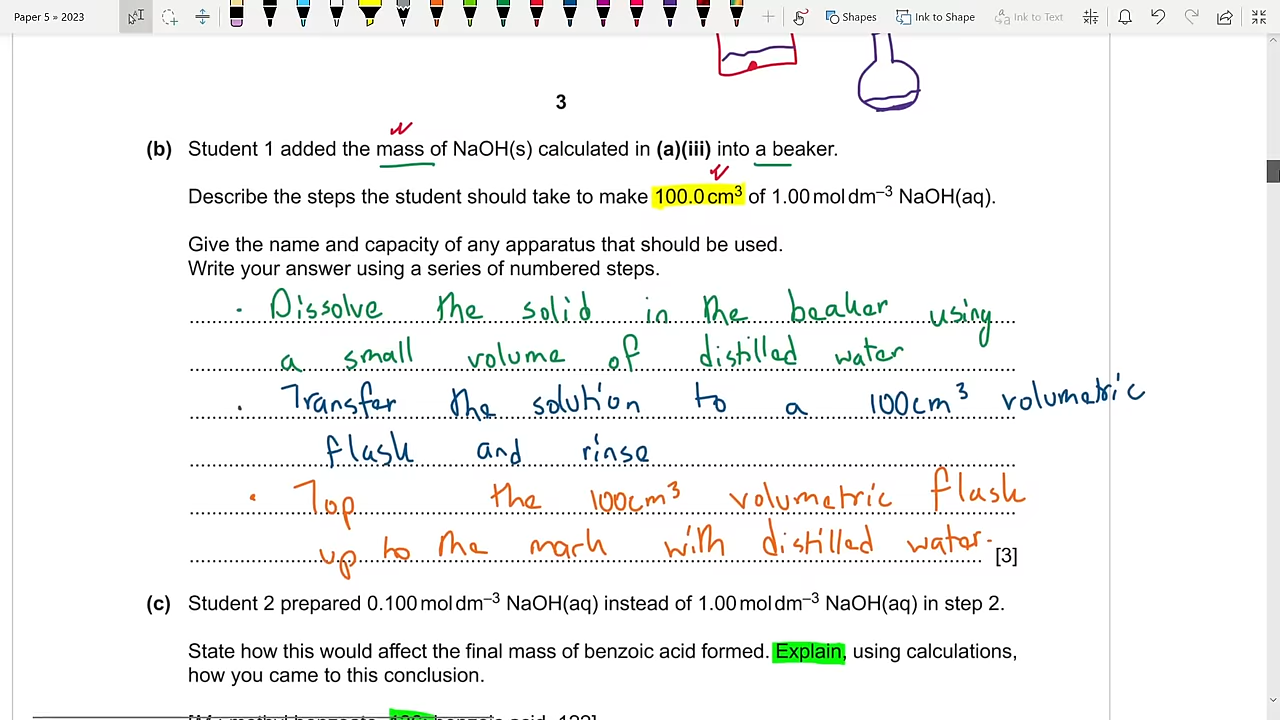 Paper 5 » 2023
Shapes
Ink to Shape
Ink to Text
3
(b) Student 1 added the mass of NaOH(s) calculated in (a)(iii) into a beaker.
Describe the steps the student should take to make 100.0 cm³ of 1.00 mol dm⁻³ NaOH(aq).
Give the name and capacity of any apparatus that should be used.
Write your answer using a series of numbered steps.
· Dissolve the solid in the beaker using
a small volume of distilled water
· Transfer the solution to a 100cm³ volumetric
flask and rinse
· Top the 100cm³ volumetric flask
up to the mark with distilled water.
[3]
(c) Student 2 prepared 0.100 mol dm⁻³ NaOH(aq) instead of 1.00 mol dm⁻³ NaOH(aq) in step 2.
State how this would affect the final mass of benzoic acid formed. Explain, using calculations,
how you came to this conclusion.